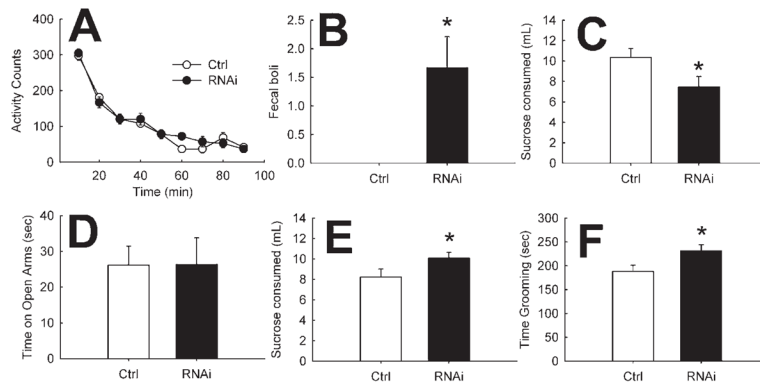 A
Activity Counts
400
300
200
100
0
20 40 60 80 100
Time (min)
Ctrl
RNAi
B
Fecal boli
2.5
2.0
1.5
1.0
0.5
0.0
*
Ctrl RNAi
C
Sucrose consumed (mL)
14
12
10
8
6
4
2
0
*
Ctrl RNAi
D
Time on Open Arms (sec)
40
30
20
10
0
Ctrl RNAi
E
Sucrose consumed (mL)
14
12
10
8
6
4
2
0
*
Ctrl RNAi
F
Time Grooming (sec)
300
250
200
150
100
50
0
*
Ctrl RNAi